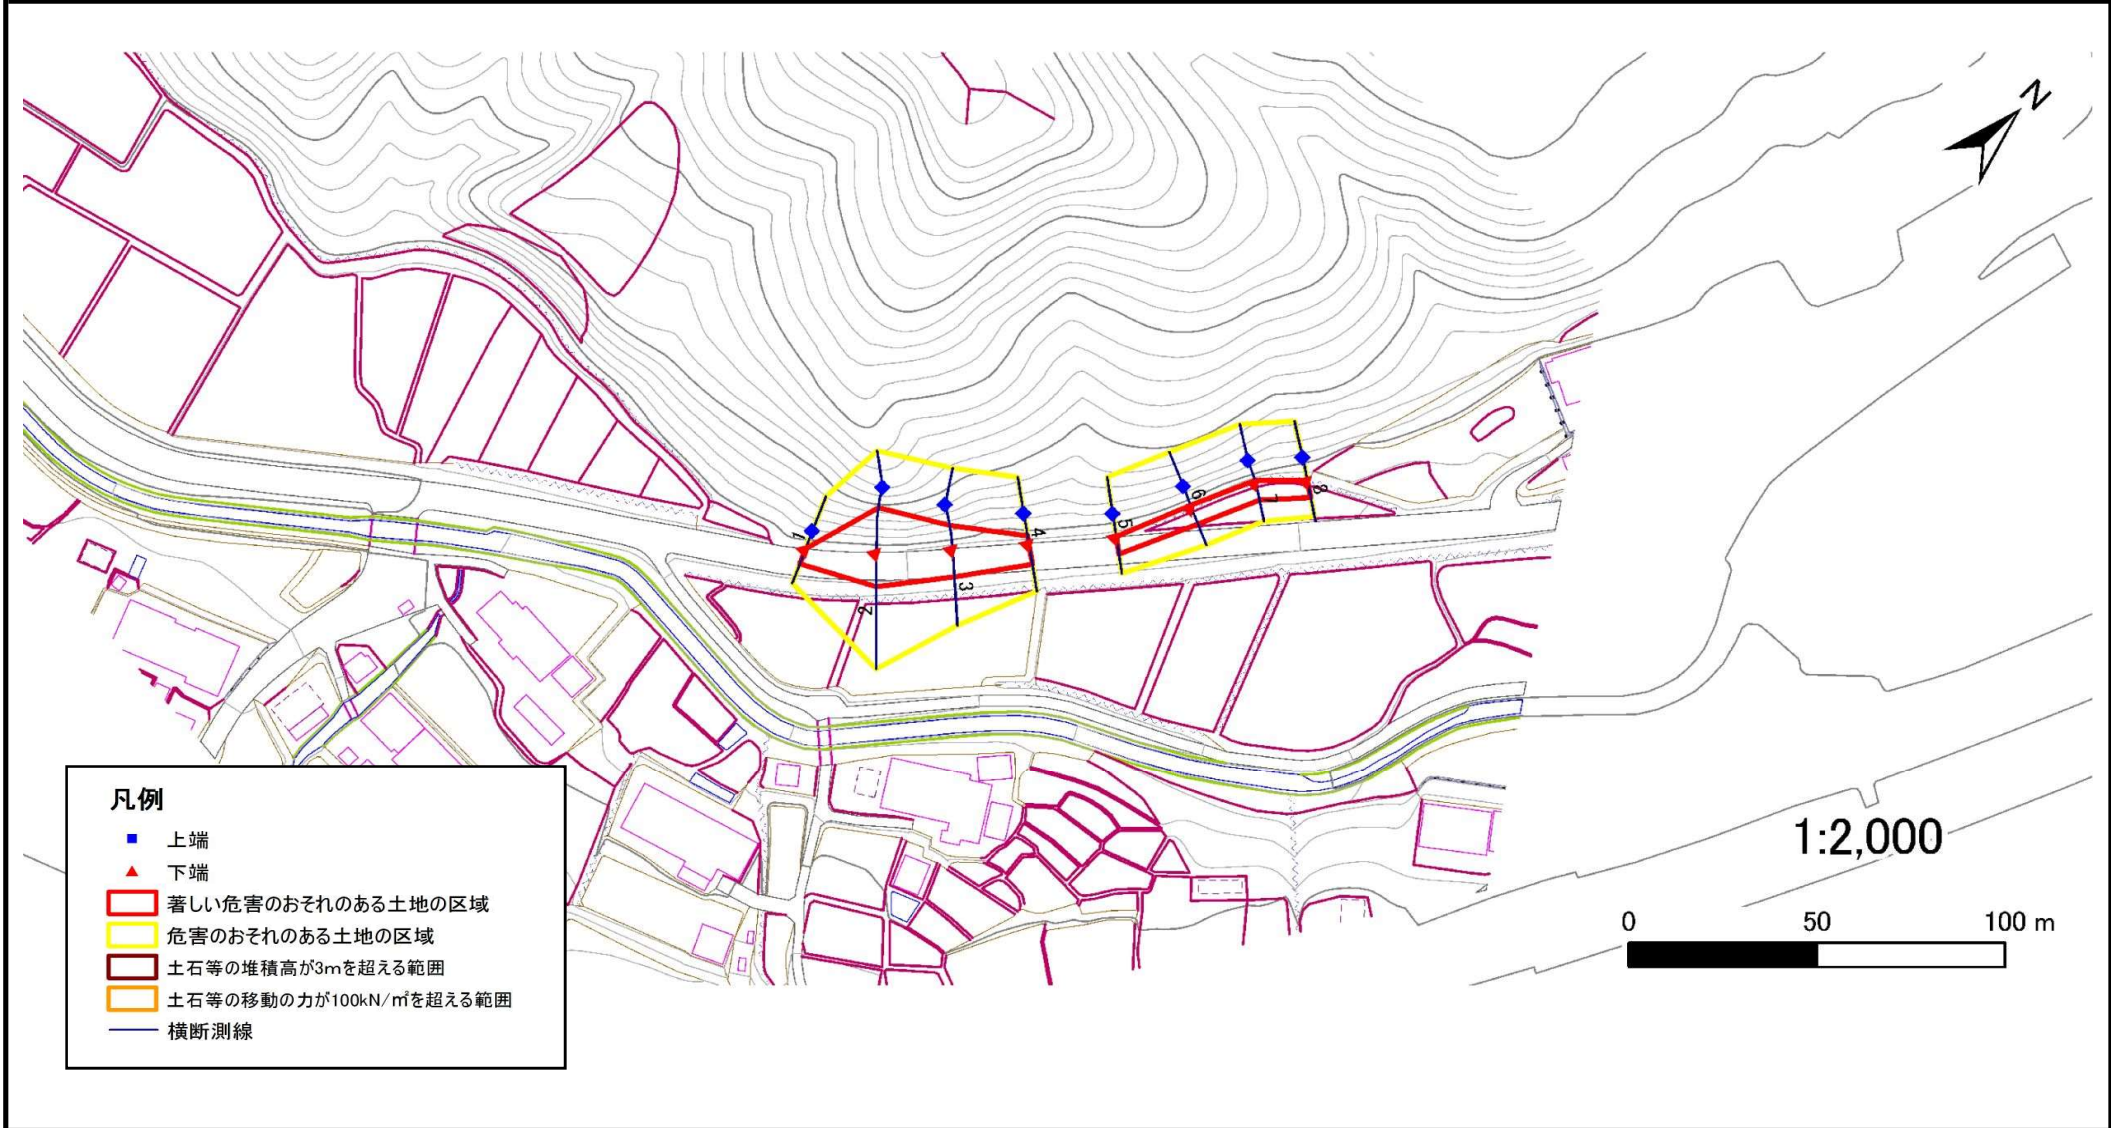 N
1
2
3
4
5
6
7
8
凡例
上端
下端
著しい危害のおそれのある土地の区域
危害のおそれのある土地の区域
土石等の堆積高が3mを超える範囲
土石等の移動の力が100kN/㎡を超える範囲
横断測線
1:2,000
0 50 100 m